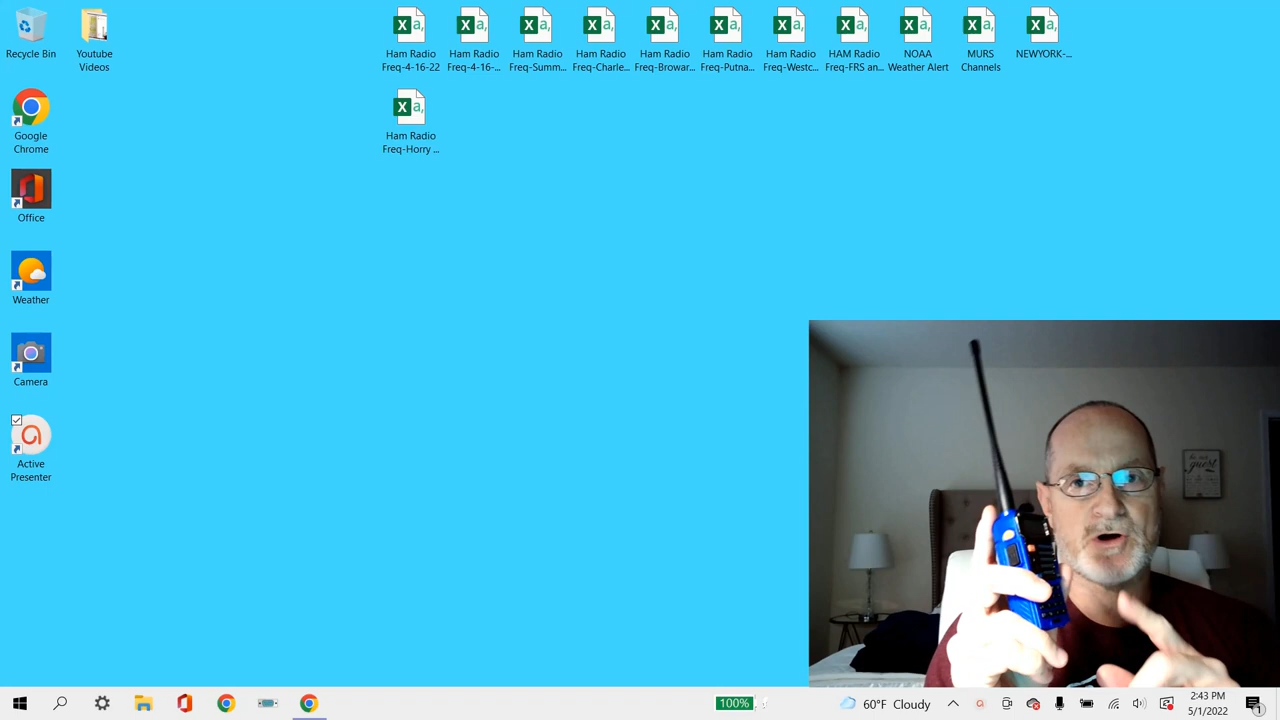 Recycle Bin
Youtube
Videos
Ham Radio
Freq-4-16-22
Ham Radio
Freq-4-16-...
Ham Radio
Freq-Summ...
Ham Radio
Freq-Charle...
Ham Radio
Freq-Browar...
Ham Radio
Freq-Putna...
Ham Radio
Freq-Westc...
HAM Radio
Freq-FRS an...
NOAA
Weather Alert
MURS
Channels
NEWYORK-...
Google
Chrome
Ham Radio
Freq-Horry ...
Office
Weather
Camera
Active
Presenter
guest
100%
60°F Cloudy
2:43 PM
5/1/2022
1